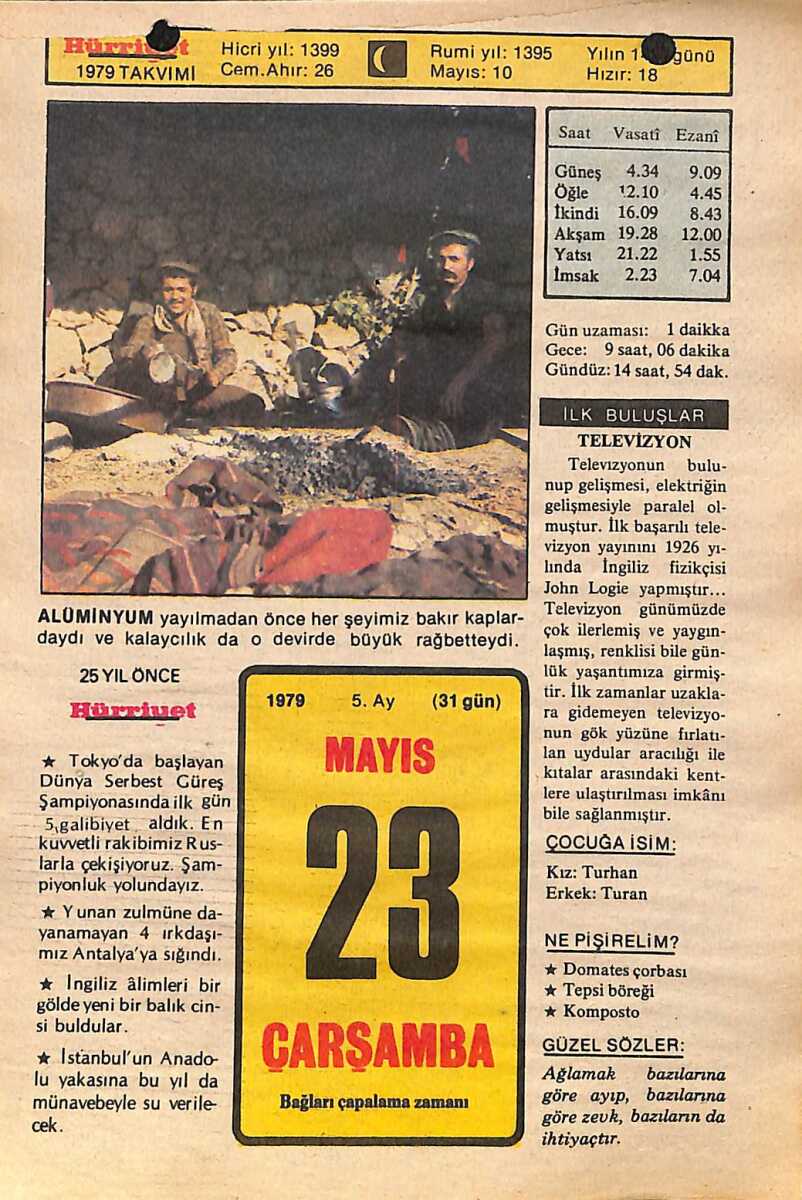 Hürriyet
1979 TAKVİMİ
Hicri yıl: 1399
Cem.Ahır: 26
Rumi yıl: 1395
Mayıs: 10
Yılın günü
Hızır: 18
Saat Vasatî Ezanî
Güneş 4.34 9.09
Öğle 12.10 4.45
İkindi 16.09 8.43
Akşam 19.28 12.00
Yatsı 21.22 1.55
İmsak 2.23 7.04
Gün uzaması: 1 daikka
Gece: 9 saat, 06 dakika
Gündüz: 14 saat, 54 dak.
İLK BULUŞLAR
TELEVİZYON
Televızyonun bulu-
nup gelişmesi, elektriğin
gelişmesiyle paralel ol-
muştur. İlk başarılı tele-
vizyon yayınını 1926 yı-
lında İngiliz fizikçisi
John Logie yapmıştır...
Televizyon günümüzde
çok ilerlemiş ve yaygın-
laşmış, renklisi bile gün-
lük yaşantımıza girmiş-
tir. İlk zamanlar uzakla-
ra gidemeyen televizyo-
nun gök yüzüne fırlatı-
lan uydular aracılığı ile
kıtalar arasındaki kent-
lere ulaştırılması imkânı
bile sağlanmıştır.
ÇOCUĞA İSİM:
Kız: Turhan
Erkek: Turan
NE PİŞİRELİM?
★ Domates çorbası
★ Tepsi böreği
★ Komposto
GÜZEL SÖZLER:
Ağlamak bazılarına
göre ayıp, bazılarına
göre zevk, bazıların da
ihtiyaçtır.
ALÜMİNYUM yayılmadan önce her şeyimiz bakır kaplar-
daydı ve kalaycılık da o devirde büyük rağbetteydi.
25 YIL ÖNCE
Hürriyet
★ Tokyo'da başlayan
Dünya Serbest Güreş
Şampiyonasında ilk gün
5 galibiyet aldık. En
kuvvetli rakibimiz Rus-
larla çekişiyoruz. Şam-
piyonluk yolundayız.
★ Yunan zulmüne da-
yanamayan 4 ırkdaşı-
mız Antalya'ya sığındı.
★ İngiliz âlimleri bir
gölde yeni bir balık cin-
si buldular.
★ İstanbul'un Anado-
lu yakasına bu yıl da
münavebeyle su verile-
cek.
1979 5. Ay (31 gün)
MAYIS
23
ÇARŞAMBA
Bağları çapalama zamanı